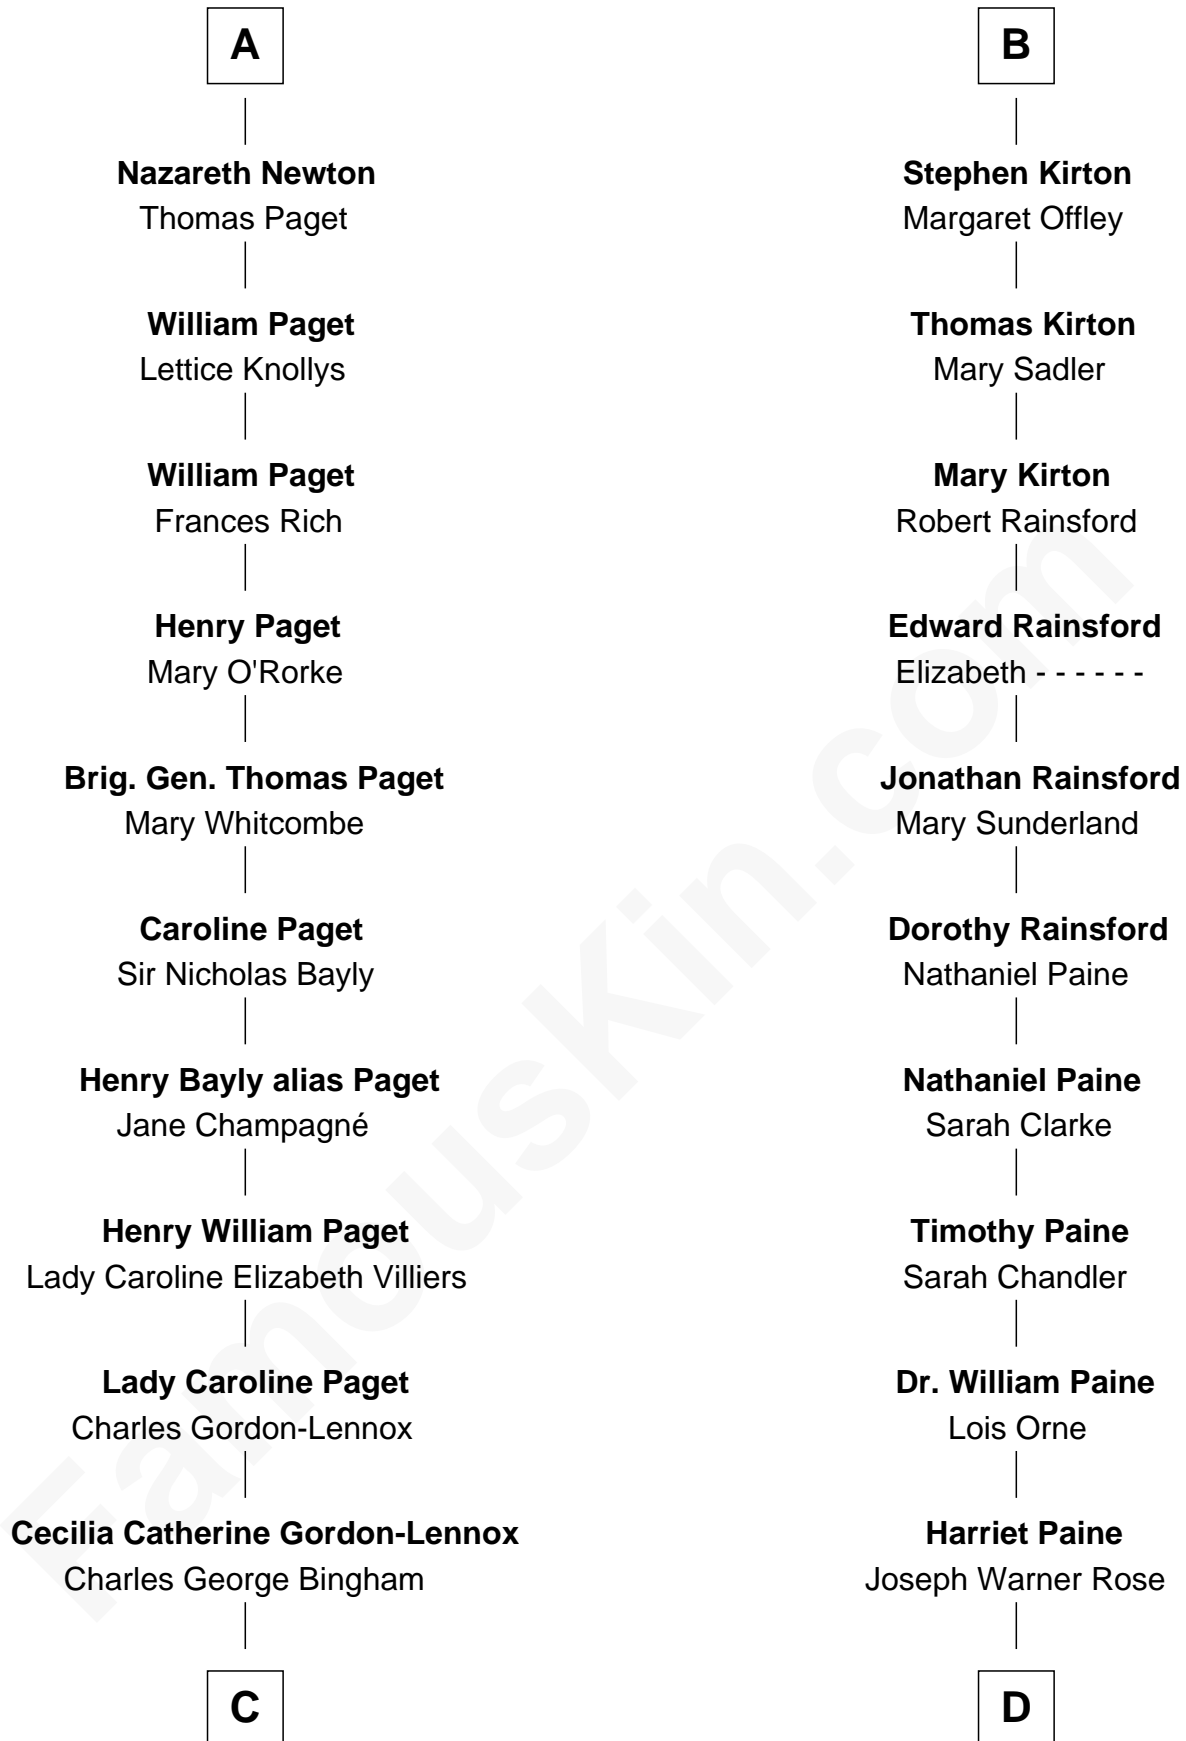 A
Nazareth Newton
Thomas Paget
William Paget
Lettice Knollys
William Paget
Frances Rich
Henry Paget
Mary O'Rorke
Brig. Gen. Thomas Paget
Mary Whitcombe
Caroline Paget
Sir Nicholas Bayly
Henry Bayly alias Paget
Jane Champagné
Henry William Paget
Lady Caroline Elizabeth Villiers
Lady Caroline Paget
Charles Gordon-Lennox
Cecilia Catherine Gordon-Lennox
Charles George Bingham
C
B
Stephen Kirton
Margaret Offley
Thomas Kirton
Mary Sadler
Mary Kirton
Robert Rainsford
Edward Rainsford
Elizabeth - - - - - -
Jonathan Rainsford
Mary Sunderland
Dorothy Rainsford
Nathaniel Paine
Nathaniel Paine
Sarah Clarke
Timothy Paine
Sarah Chandler
Dr. William Paine
Lois Orne
Harriet Paine
Joseph Warner Rose
D
FamousKin.com